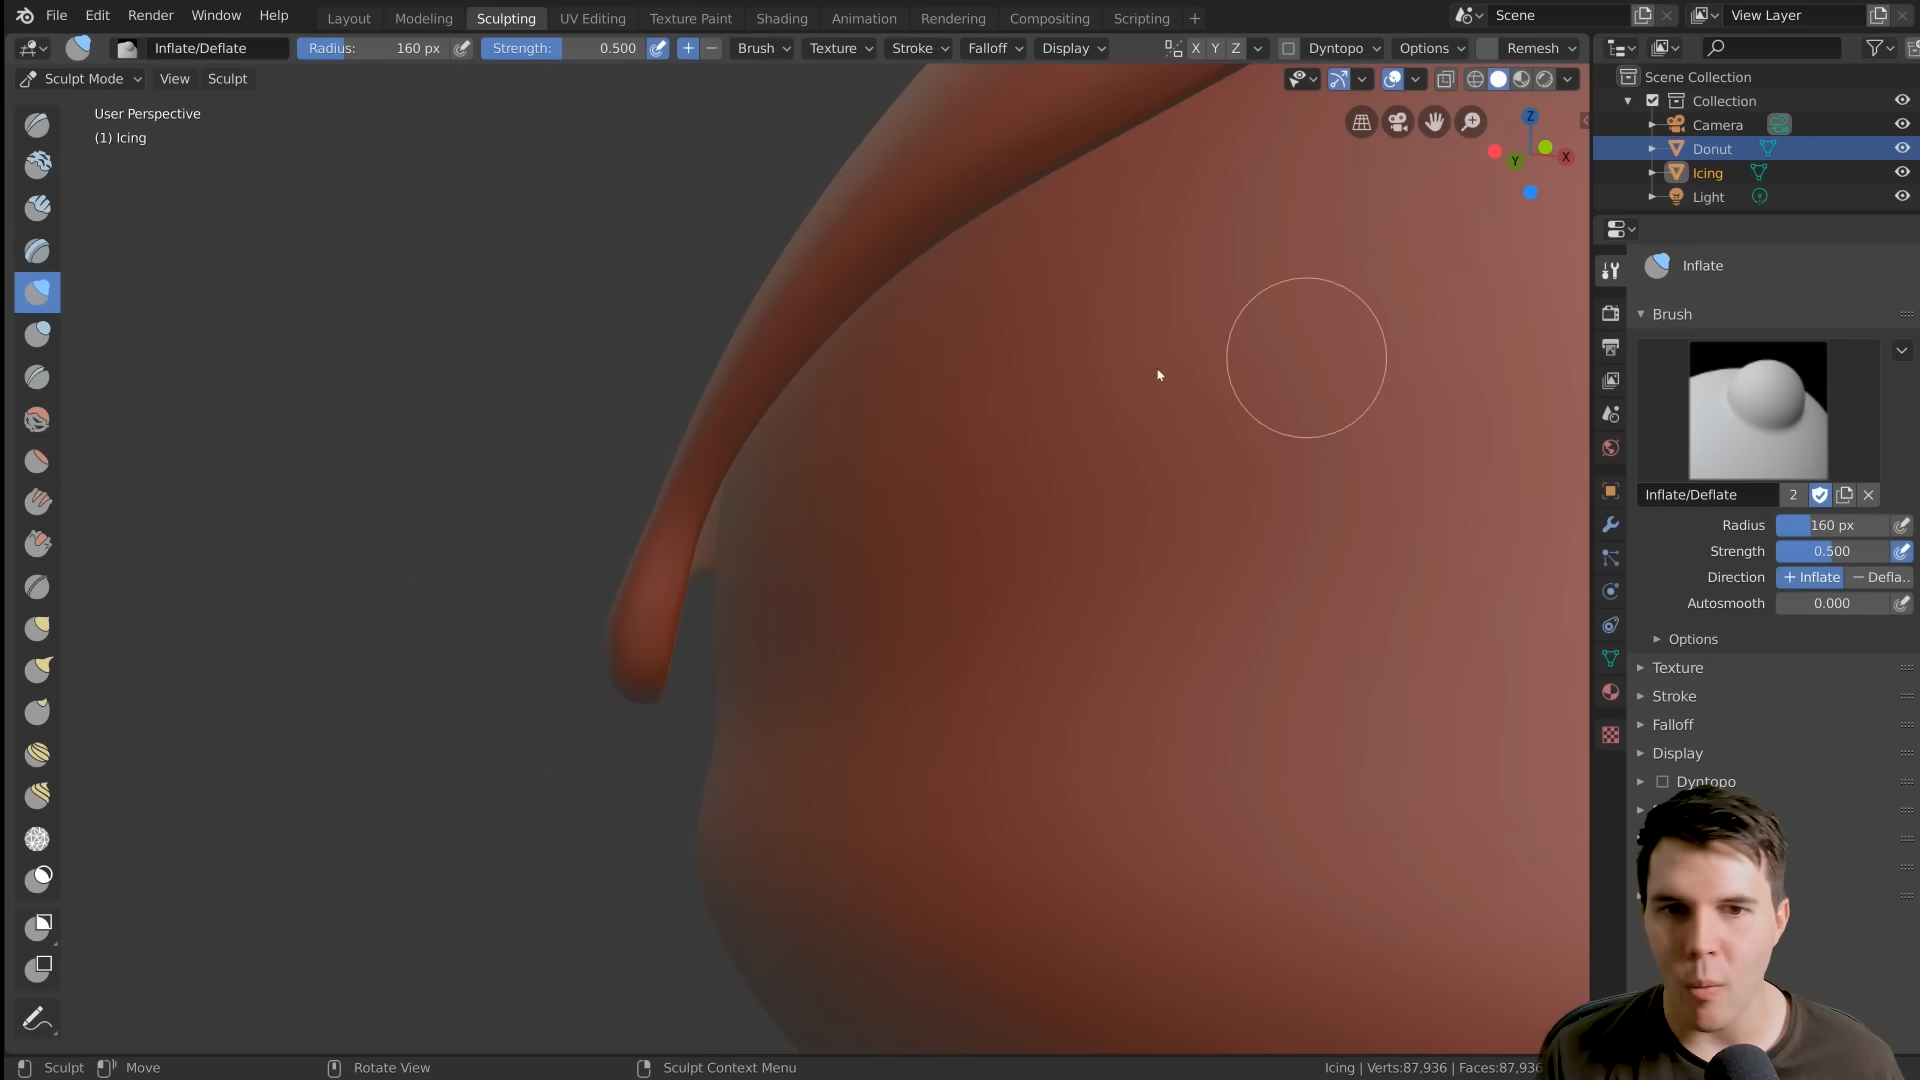 File Edit Render Window Help Layout Modeling Sculpting UV Editing Texture Paint Shading Animation Rendering Compositing Scripting + Scene View Layer
Inflate/Deflate Radius: 160 px Strength: 0.500 Brush Texture Stroke Falloff Display X Y Z Dyntopo Options Remesh
Sculpt Mode View Sculpt
User Perspective
(1) Icing
Z
Y
X
Scene Collection
Collection
Camera
Donut
Icing
Light
Inflate
Brush
Inflate/Deflate 2
Radius 160 px
Strength 0.500
Direction + Inflate — Defla..
Autosmooth 0.000
Options
Texture
Stroke
Falloff
Display
Dyntopo
Sculpt Move Rotate View Sculpt Context Menu Icing | Verts:87,936 | Faces:87,936